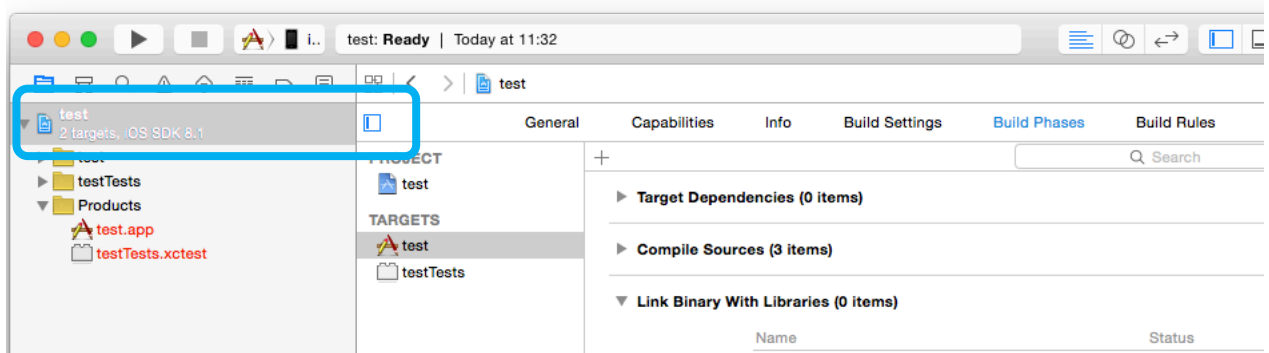 i..
test: Ready | Today at 11:32
test
test
2 targets, iOS SDK 8.1
General Capabilities Info Build Settings Build Phases Build Rules
test
PROJECT
Search
testTests
test
Target Dependencies (0 items)
Products
TARGETS
test.app
test
Compile Sources (3 items)
testTests.xctest
testTests
Link Binary With Libraries (0 items)
Name Status